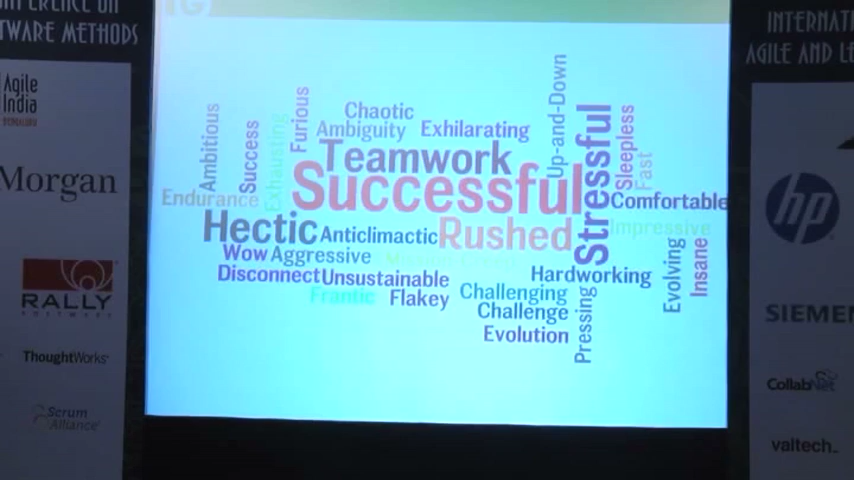 TWARE METHODS
Agile
India
Morgan
RALLY
SOFTWARE
ThoughtWorks
Scrum
Alliance
TG
Chaotic
Ambiguity
Exhilarating
Furious
Ambitious
Success
Exhausting
Up-and-Down
Teamwork
Successful
Stressful
Sleepless
Fast
Endurance
Comfortable
Hectic
Anticlimactic
Rushed
Impressive
Wow
Aggressive
Disconnect
Unsustainable
Hardworking
Evolving
Insane
Frantic
Flakey
Challenging
Challenge
Pressing
Evolution
INTERNATI
AGILE AND LE
hp
SIEMEN
CollabNet
valtech